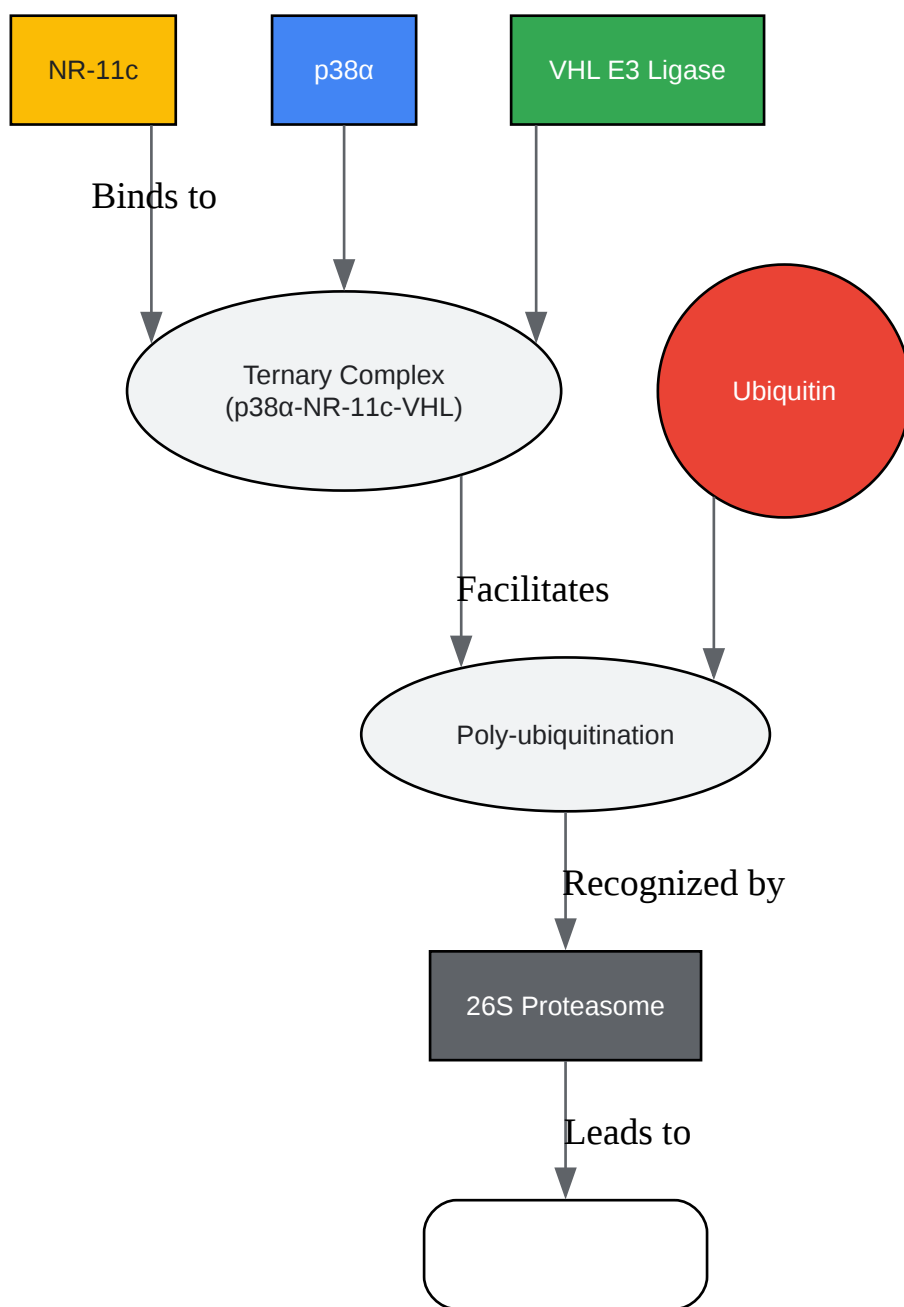 NR-11c
p38α
VHL E3 Ligase
Binds to
Ternary Complex
(p38α-NR-11c-VHL)
Ubiquitin
Facilitates
Poly-ubiquitination
Recognized by
26S Proteasome
Leads to